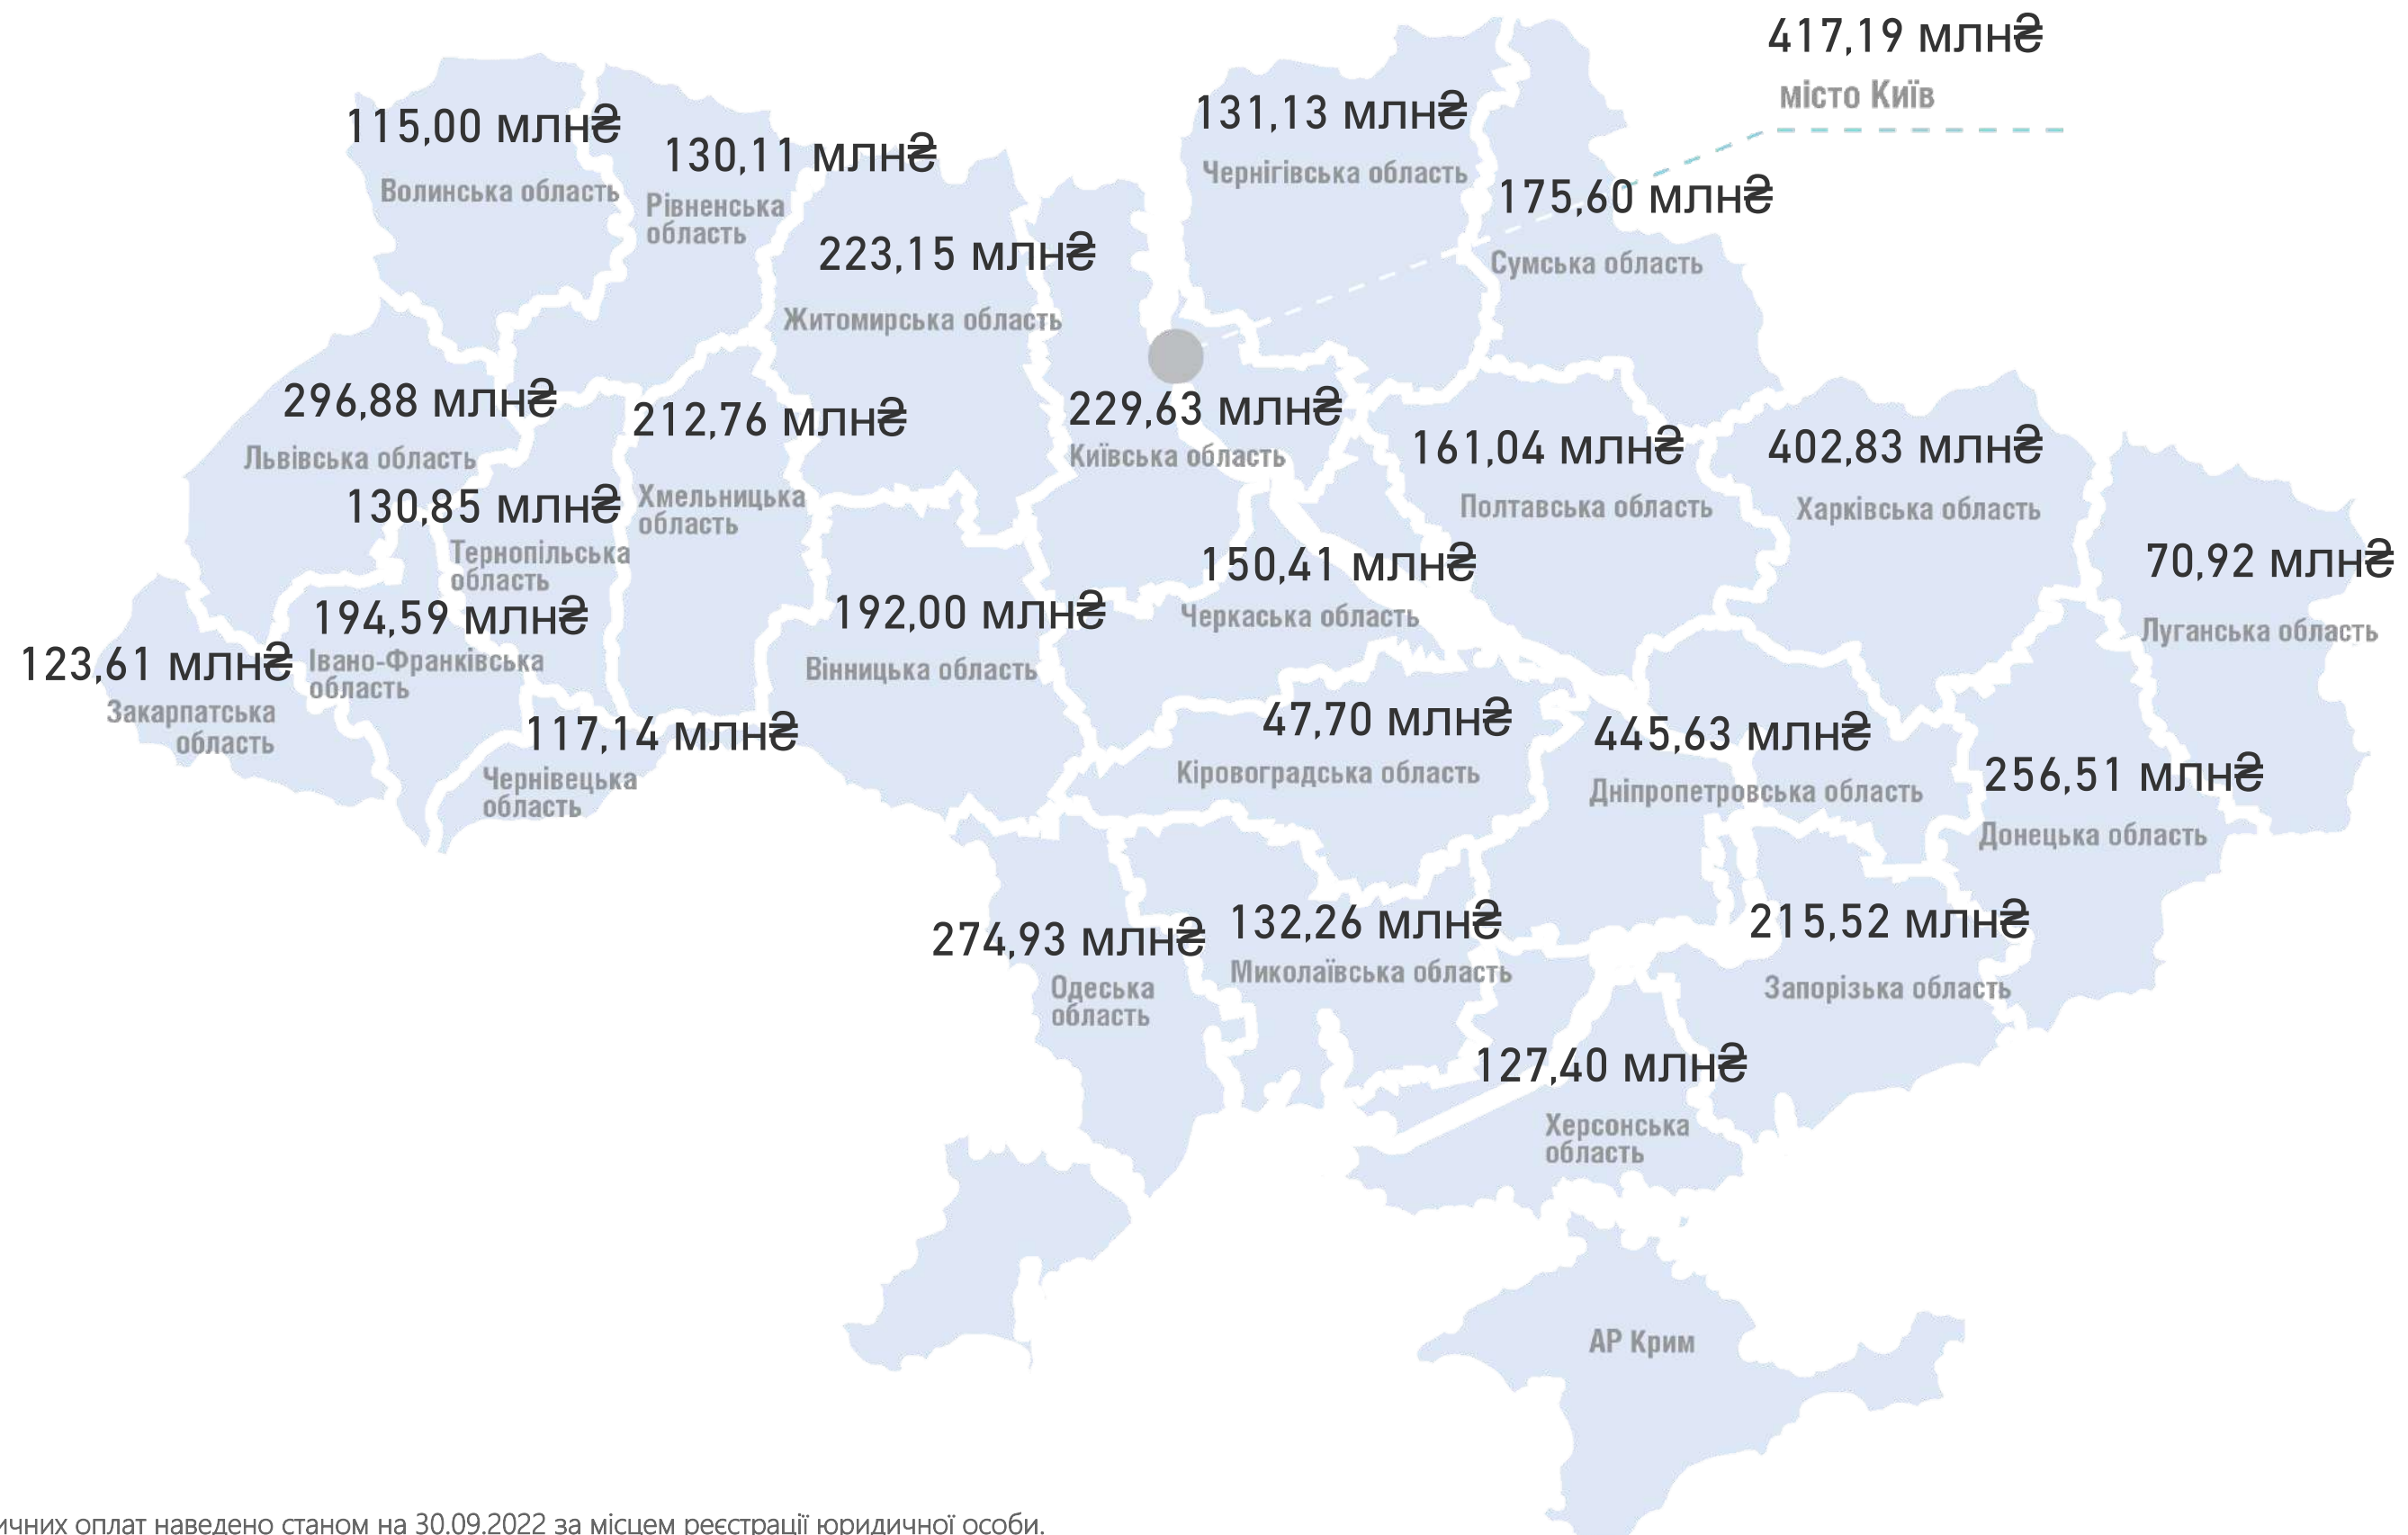 417,19 млн₴
місто Київ
115,00 млн₴
Волинська область
130,11 млн₴
Рівненська
область
131,13 млн₴
Чернігівська область
175,60 млн₴
Сумська область
223,15 млн₴
Житомирська область
296,88 млн₴
Львівська область
212,76 млн₴
Хмельницька
область
229,63 млн₴
Київська область
161,04 млн₴
Полтавська область
402,83 млн₴
Харківська область
130,85 млн₴
Тернопільська
область
150,41 млн₴
Черкаська область
70,92 млн₴
Луганська область
123,61 млн₴
Закарпатська
область
194,59 млн₴
Івано-Франківська
область
192,00 млн₴
Вінницька область
117,14 млн₴
Чернівецька
область
47,70 млн₴
Кіровоградська область
445,63 млн₴
Дніпропетровська область
256,51 млн₴
Донецька область
274,93 млн₴
Одеська
область
132,26 млн₴
Миколаївська область
215,52 млн₴
Запорізька область
127,40 млн₴
Херсонська
область
АР Крим
оплат наведено станом на 30.09.2022 за місцем реєстрації юридичної особи.